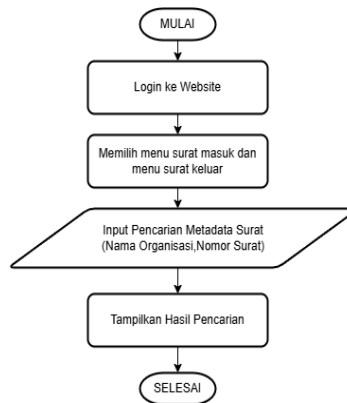 MULAI
Login ke Website
Memilih menu surat masuk dan
menu surat keluar
Input Pencarian Metadata Surat
(Nama Organisasi,Nomor Surat)
Tampilkan Hasil Pencarian
SELESAI